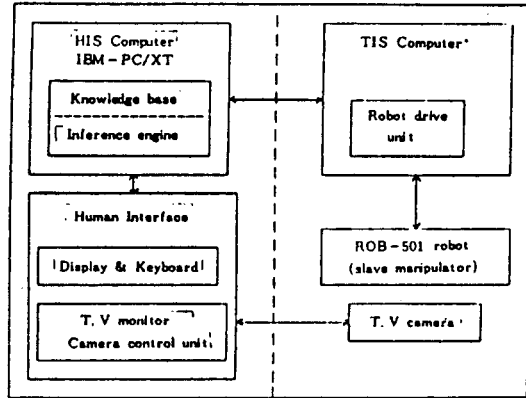 HIS Computer
IBM-PC/XT
Knowledge base
Inference engine
TIS Computer
Robot drive
unit
Human Interface
Display & Keyboard
T.V monitor
Camera control unit
ROB-501 robot
(slave manipulator)
T.V camera